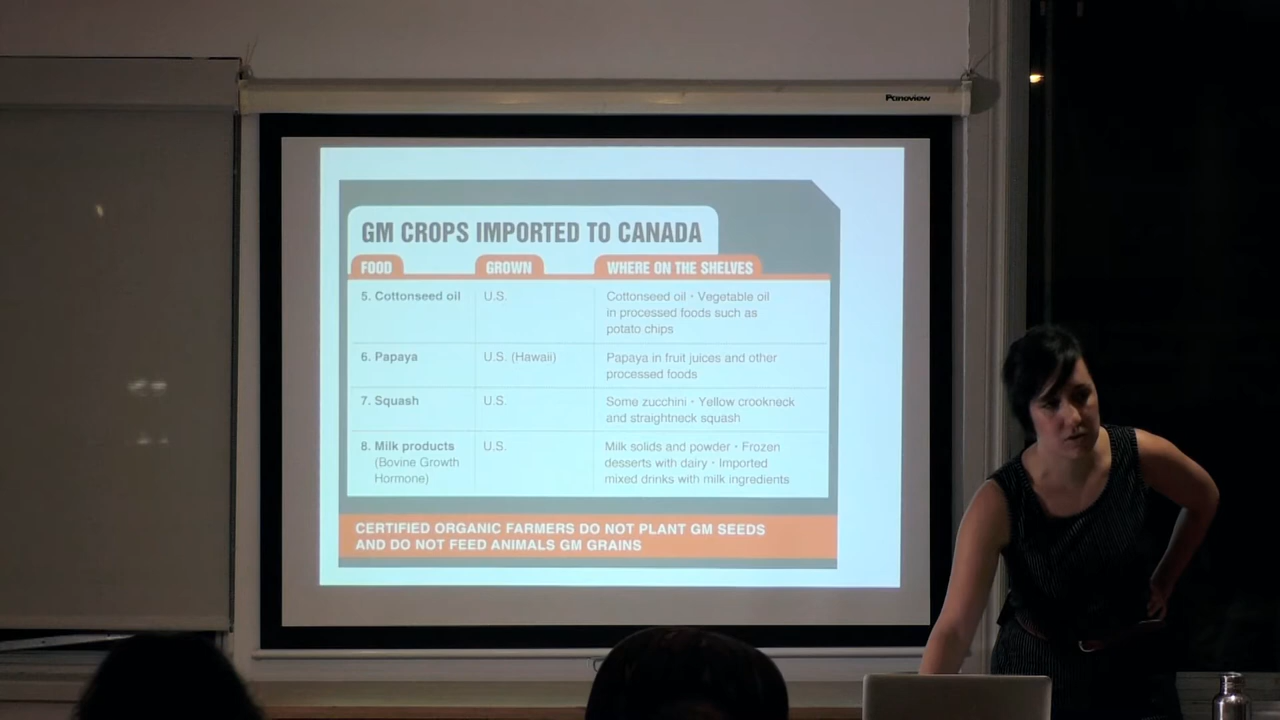 Panoview
GM CROPS IMPORTED TO CANADA
FOOD GROWN WHERE ON THE SHELVES
5. Cottonseed oil U.S. Cottonseed oil • Vegetable oil
in processed foods such as
potato chips
6. Papaya U.S. (Hawaii) Papaya in fruit juices and other
processed foods
7. Squash U.S. Some zucchini • Yellow crookneck
and straightneck squash
8. Milk products U.S. Milk solids and powder • Frozen
(Bovine Growth desserts with dairy • Imported
Hormone) mixed drinks with milk ingredients
CERTIFIED ORGANIC FARMERS DO NOT PLANT GM SEEDS
AND DO NOT FEED ANIMALS GM GRAINS